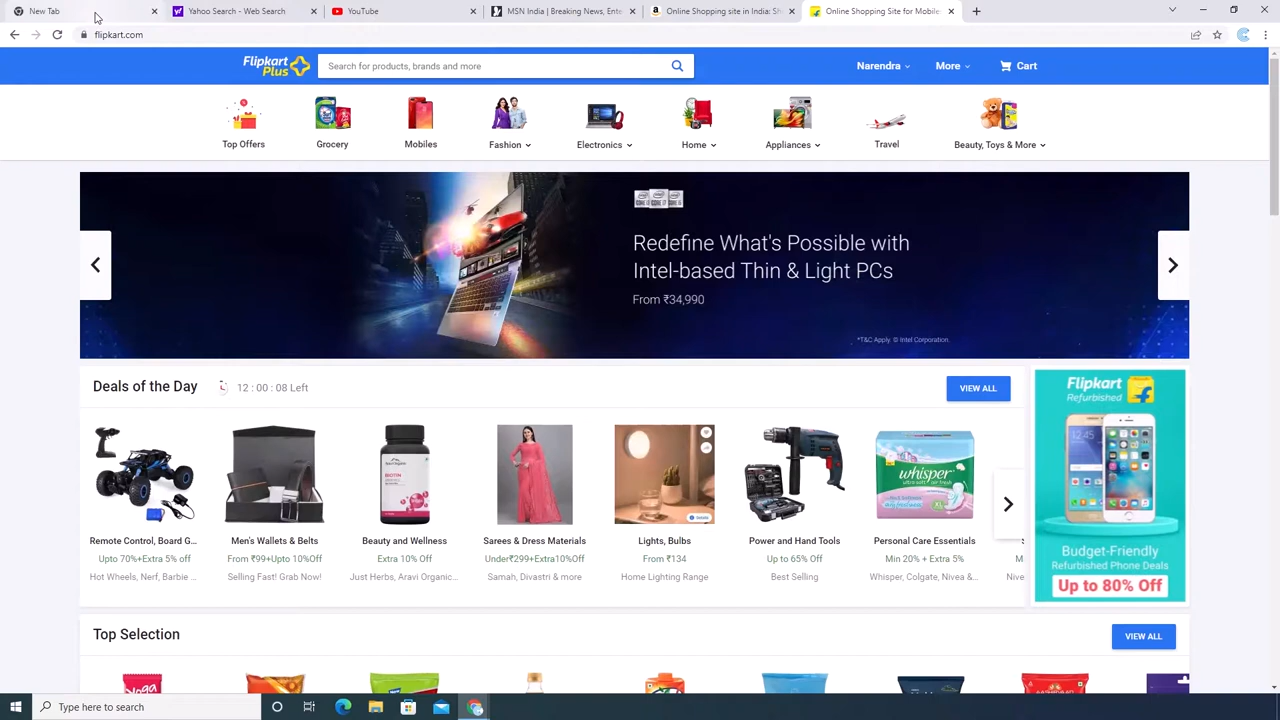 New Tab
Yahoo Search - Web Search
YouTube
MSN India | Breaking News, Ente
Online Shopping site in India: Sh
Online Shopping Site for Mobile
flipkart.com
Flipkart
Plus
Search for products, brands and more
Narendra
More
Cart
Top Offers
Grocery
Mobiles
Fashion
Electronics
Home
Appliances
Travel
Beauty, Toys & More
Redefine What's Possible with
Intel-based Thin & Light PCs
From ₹34,990
*T&C Apply. © Intel Corporation.
Deals of the Day
12 : 00 : 08 Left
VIEW ALL
Remote Control, Board G...
Men's Wallets & Belts
Beauty and Wellness
Sarees & Dress Materials
Lights, Bulbs
Power and Hand Tools
Personal Care Essentials
S
Upto 70%+Extra 5% off
From ₹99+Upto 10%Off
Extra 10% Off
Under₹299+Extra10%Off
From ₹134
Up to 65% Off
Min 20% + Extra 5%
M
Hot Wheels, Nerf, Barbie ...
Selling Fast! Grab Now!
Just Herbs, Aravi Organic...
Samah, Divastri & more
Home Lighting Range
Best Selling
Whisper, Colgate, Nivea &...
Nive
BIOTIN
whisper
Flipkart
Refurbished
12:45
Budget-Friendly
Refurbished Phone Deals
Up to 80% Off
Top Selection
VIEW ALL
Type here to search